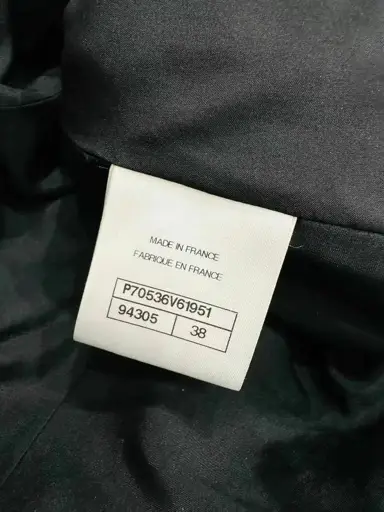 MADE IN FRANCE
FABRIQUE EN FRANCE
P70536V61951
94305 38